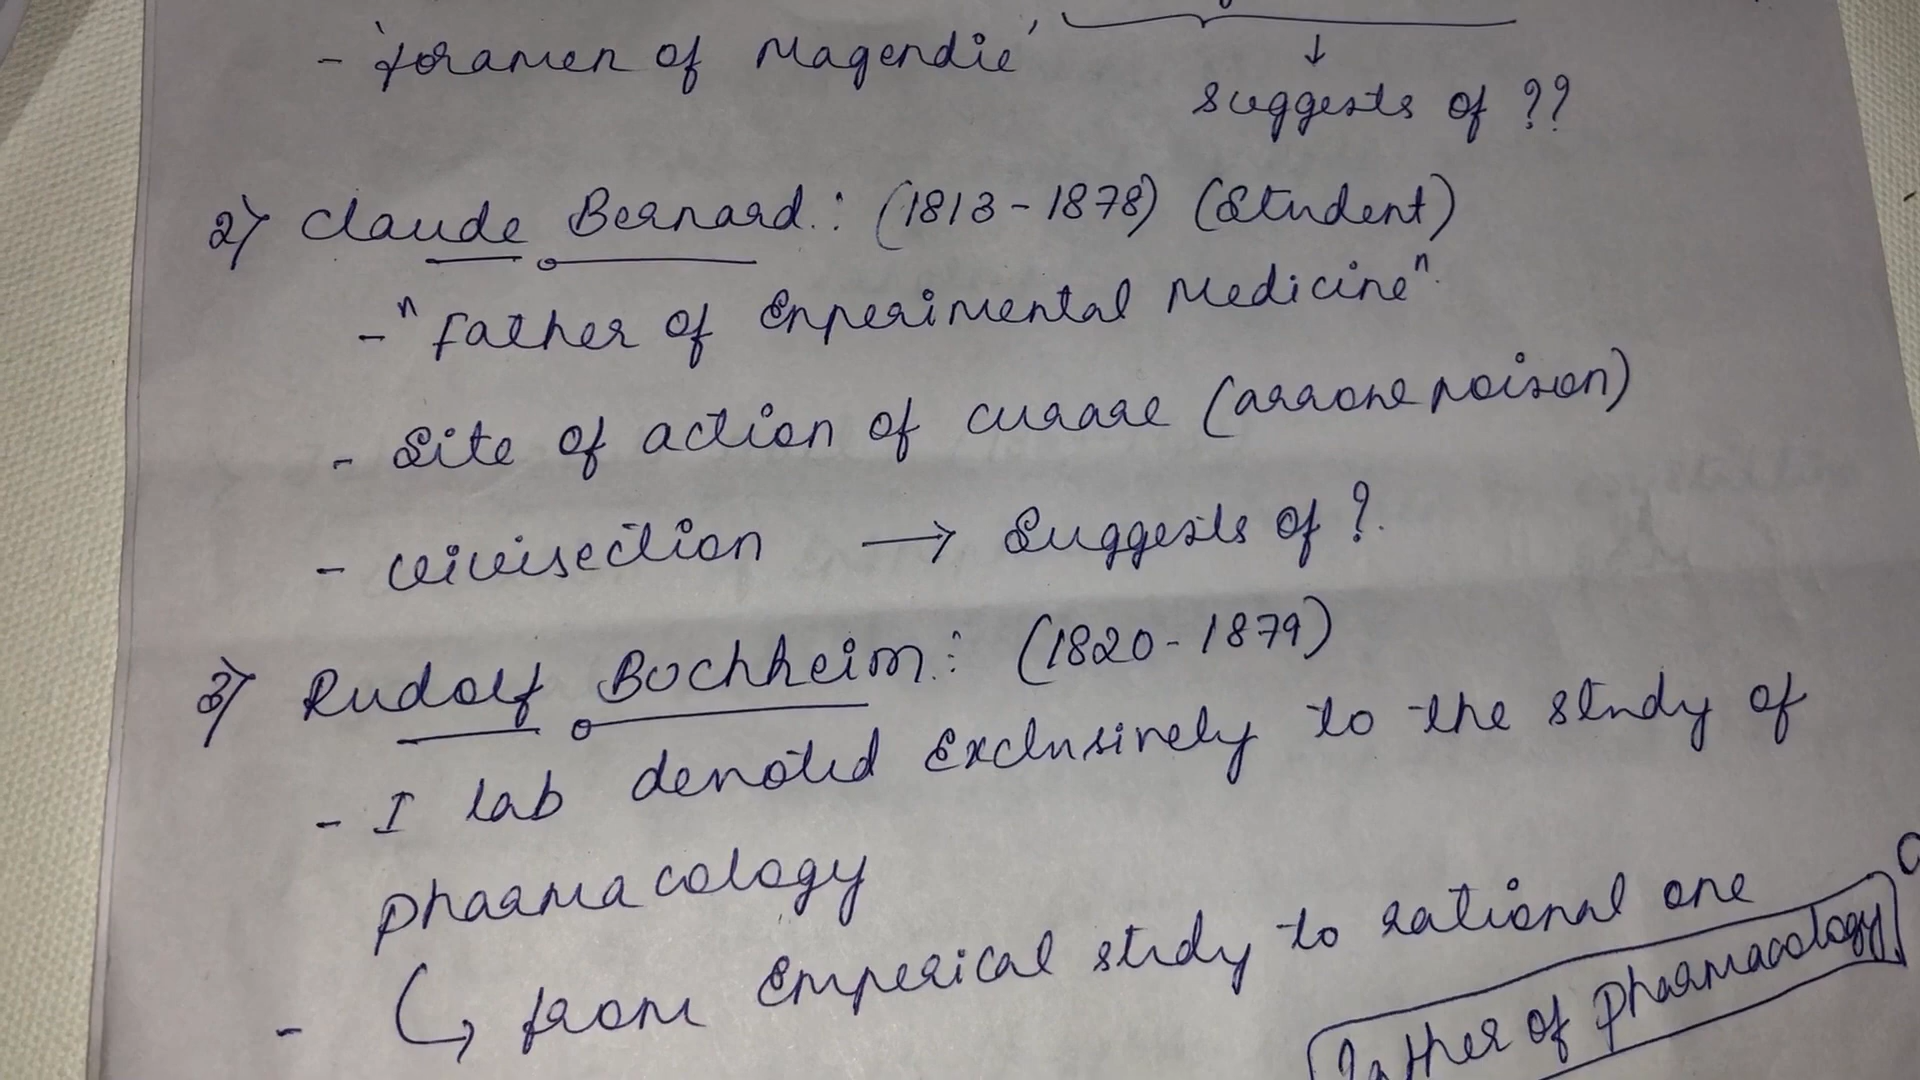 - 'foramen of Magendie'
↓
suggests of ??
2) Claude Bernard : (1813-1878) (Student)
- "Father of Experimental Medicine"
- Site of action of curare (arrone poison)
- vivisection → Suggests of ?
3) Rudolf Buchheim : (1820-1879)
- I lab devoted Exclusively to the study of
pharmacology
- ↳ from Emperical study to rational one
Father of pharmacology